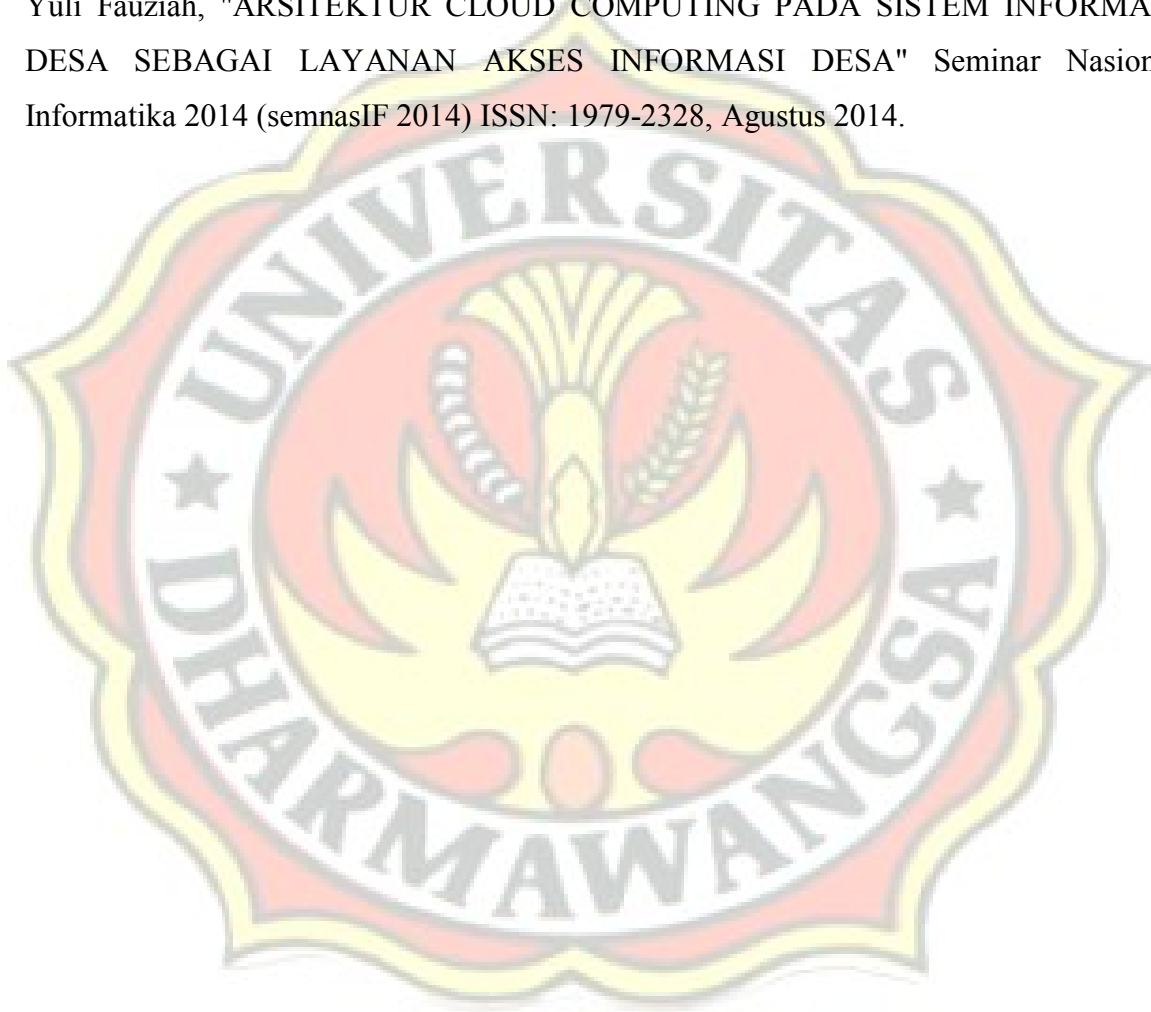 Yuli Fauziah, "ARSITEKTUR CLOUD COMPUTING PADA SISTEM INFORMA
DESA SEBAGAI LAYANAN AKSES INFORMASI DESA" Seminar Nasion
Informatika 2014 (semnasIF 2014) ISSN: 1979-2328, Agustus 2014.
UNIVERSITAS
DHARMAWANGSA